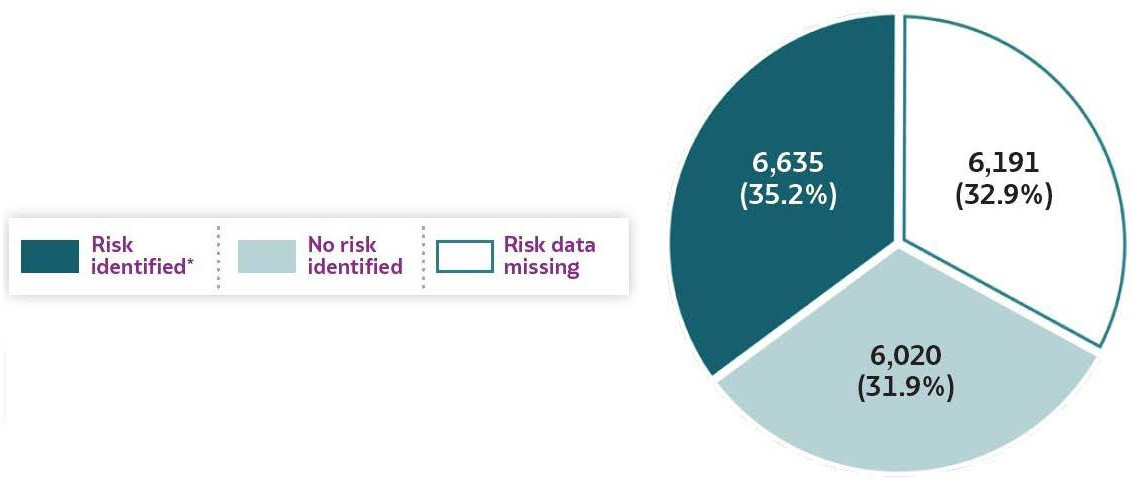 6,635
(35.2%)
6,191
(32.9%)
Risk
identified*
No risk
identified
Risk data
missing
6,020
(31.9%)